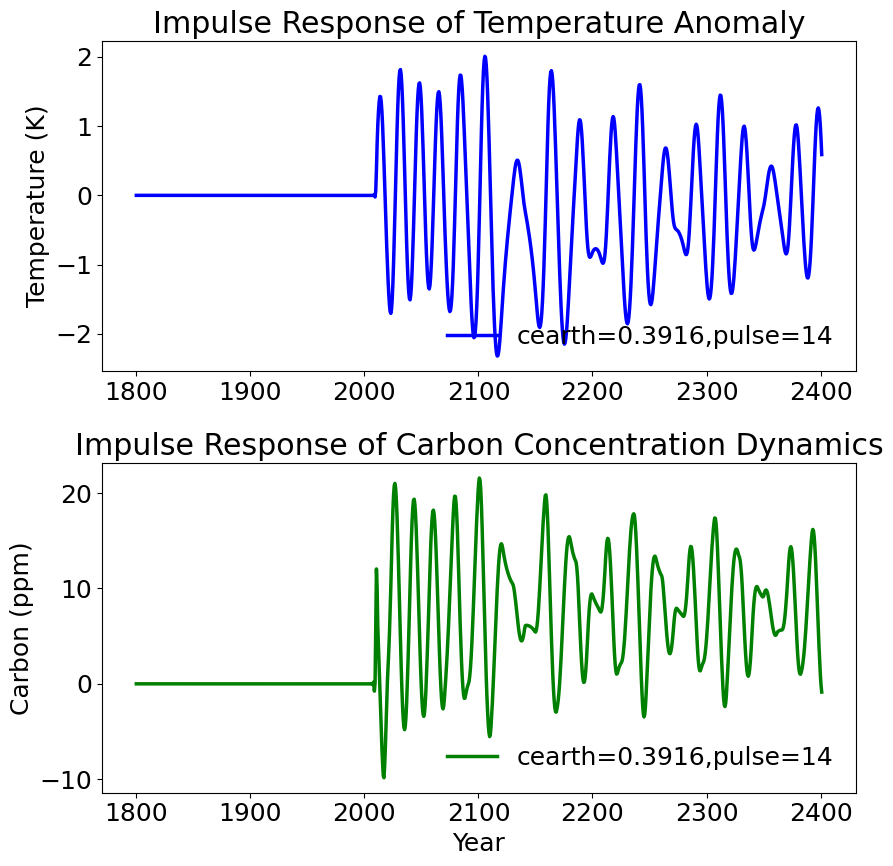 Impulse Response of Temperature Anomaly
Temperature (K)
2
1
0
−1
−2
cearth=0.3916,pulse=14
1800 1900 2000 2100 2200 2300 2400
Impulse Response of Carbon Concentration Dynamics
Carbon (ppm)
20
10
0
−10
cearth=0.3916,pulse=14
1800 1900 2000 2100 2200 2300 2400
Year